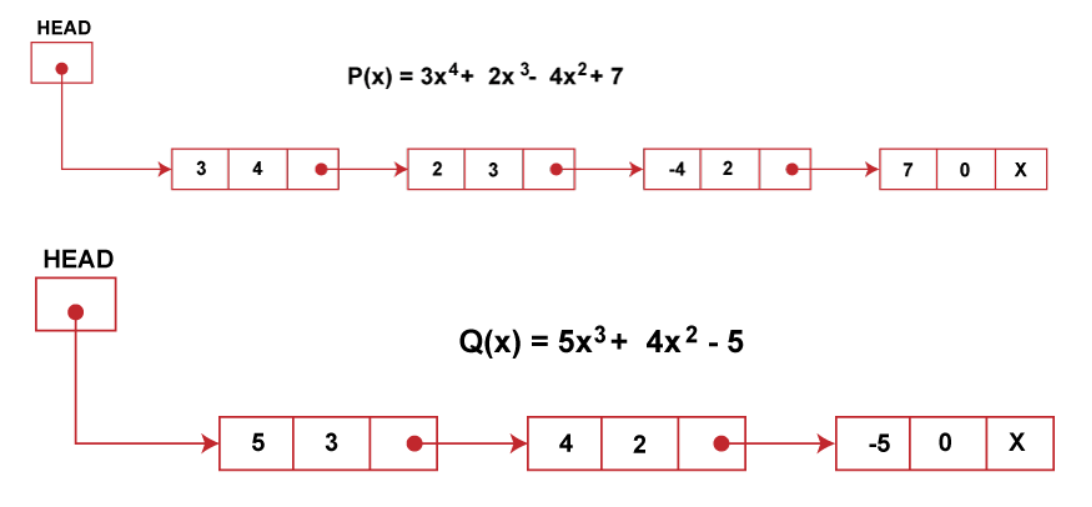 HEAD
P(x) = 3x⁴+ 2x³- 4x²+ 7
3 4 2 3 -4 2 7 0 X
HEAD
Q(x) = 5x³+ 4x² - 5
5 3 4 2 -5 0 X